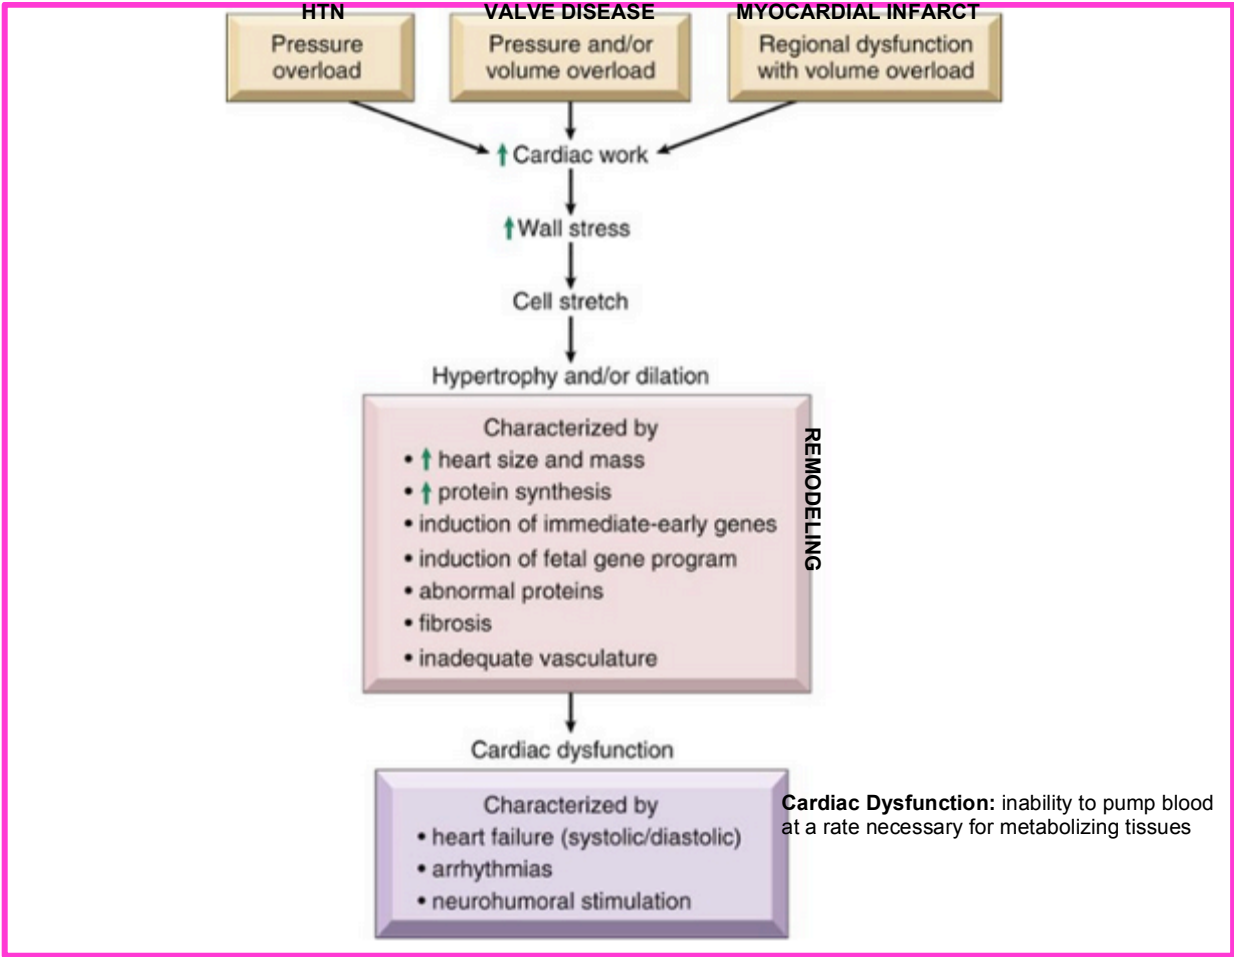 HTN
VALVE DISEASE
MYOCARDIAL INFARCT
Pressure
overload
Pressure and/or
volume overload
Regional dysfunction
with volume overload
↑ Cardiac work
↑ Wall stress
Cell stretch
Hypertrophy and/or dilation
Characterized by
• ↑ heart size and mass
• ↑ protein synthesis
• induction of immediate-early genes
• induction of fetal gene program
• abnormal proteins
• fibrosis
• inadequate vasculature
REMODELING
Cardiac dysfunction
Characterized by
• heart failure (systolic/diastolic)
• arrhythmias
• neurohumoral stimulation
Cardiac Dysfunction: inability to pump blood
at a rate necessary for metabolizing tissues